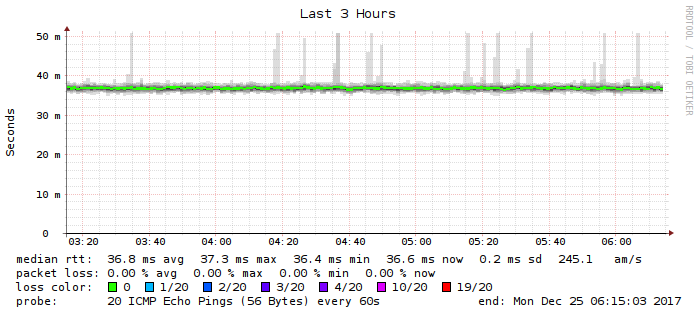 Last 3 Hours
RRDTOOL / TOBI OETIKER
Seconds
50 m
40 m
30 m
20 m
10 m
0
03:20 03:40 04:00 04:20 04:40 05:00 05:20 05:40 06:00
median rtt: 36.8 ms avg 37.3 ms max 36.4 ms min 36.6 ms now 0.2 ms sd 245.1 am/s
packet loss: 0.00 % avg 0.00 % max 0.00 % min 0.00 % now
loss color: 0 1/20 2/20 3/20 4/20 10/20 19/20
probe: 20 ICMP Echo Pings (56 Bytes) every 60s end: Mon Dec 25 06:15:03 2017